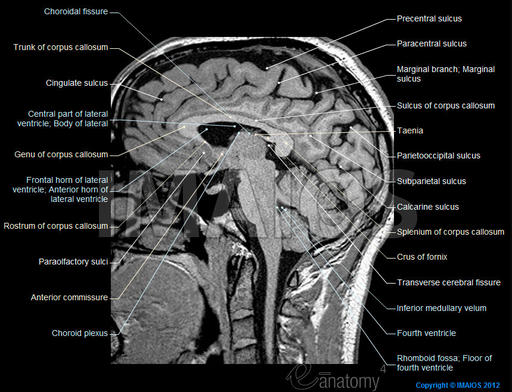 Choroidal fissure
Trunk of corpus callosum
Cingulate sulcus
Central part of lateral
ventricle; Body of lateral
Genu of corpus callosum
Frontal horn of lateral
ventricle; Anterior horn of
lateral ventricle
Rostrum of corpus callosum
Paraolfactory sulci
Anterior commissure
Choroid plexus
Precentral sulcus
Paracentral sulcus
Marginal branch; Marginal
sulcus
Sulcus of corpus callosum
Taenia
Parietooccipital sulcus
Subparietal sulcus
Calcarine sulcus
Splenium of corpus callosum
Crus of fornix
Transverse cerebral fissure
Inferior medullary velum
Fourth ventricle
Rhomboid fossa; Floor of
fourth ventricle
IMAIOS
e-anatomy
4
Copyright © IMAIOS 2012